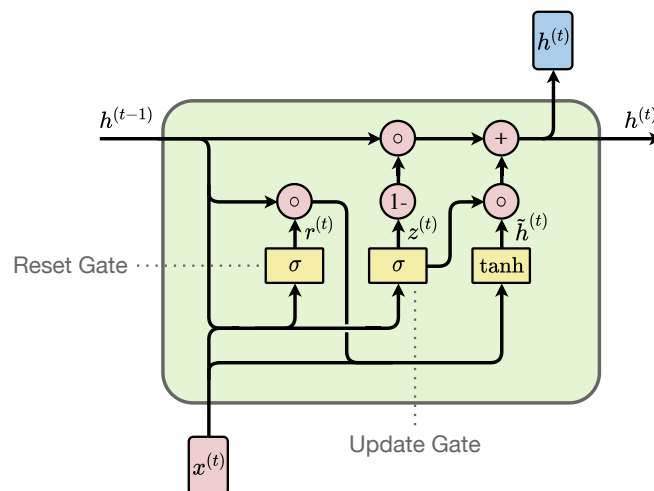 h^(t)
h^(t-1)
h^(t)
∘
+
∘
1-
∘
r^(t)
z^(t)
h̃^(t)
Reset Gate
σ
σ
tanh
Update Gate
x^(t)